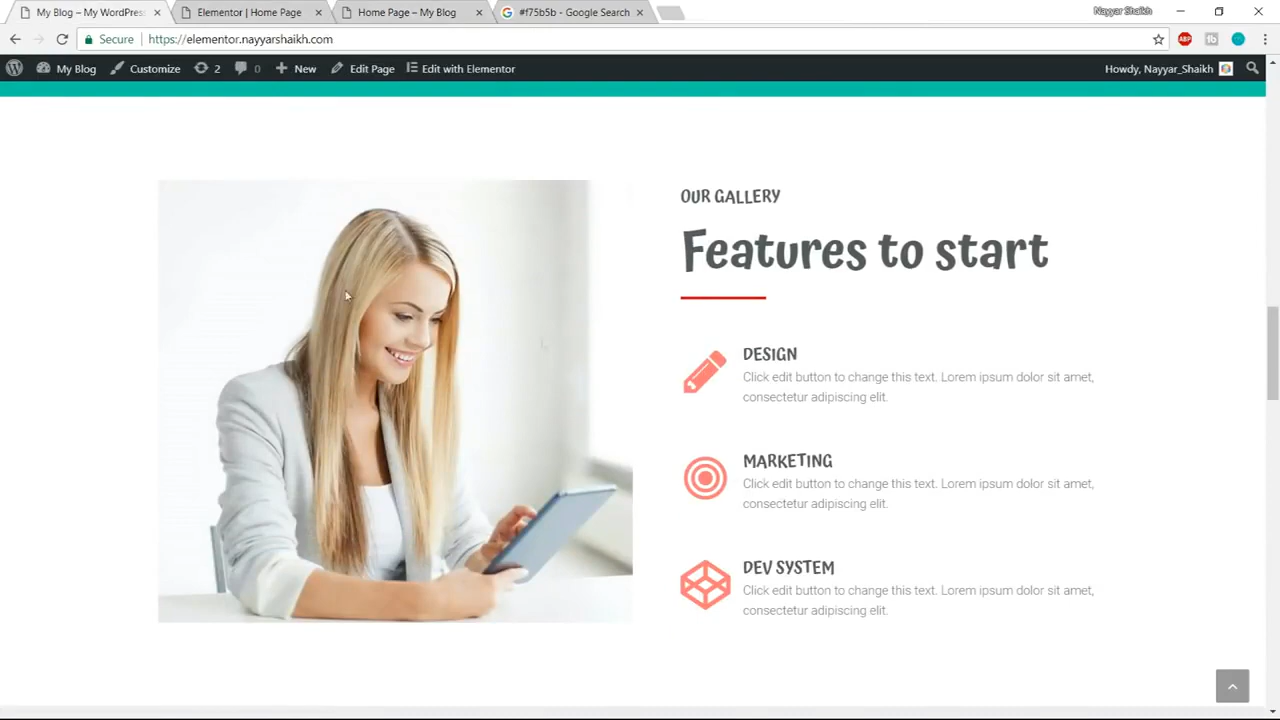 My Blog – My WordPres
Elementor | Home Page
Home Page – My Blog
#f75b5b - Google Search
Nayyar Shaikh
Secure
https://elementor.nayyarshaikh.com
ABP
My Blog
Customize
2
0
New
Edit Page
Edit with Elementor
Howdy, Nayyar_Shaikh
OUR GALLERY
Features to start
DESIGN
Click edit button to change this text. Lorem ipsum dolor sit amet,
consectetur adipiscing elit.
MARKETING
Click edit button to change this text. Lorem ipsum dolor sit amet,
consectetur adipiscing elit.
DEV SYSTEM
Click edit button to change this text. Lorem ipsum dolor sit amet,
consectetur adipiscing elit.